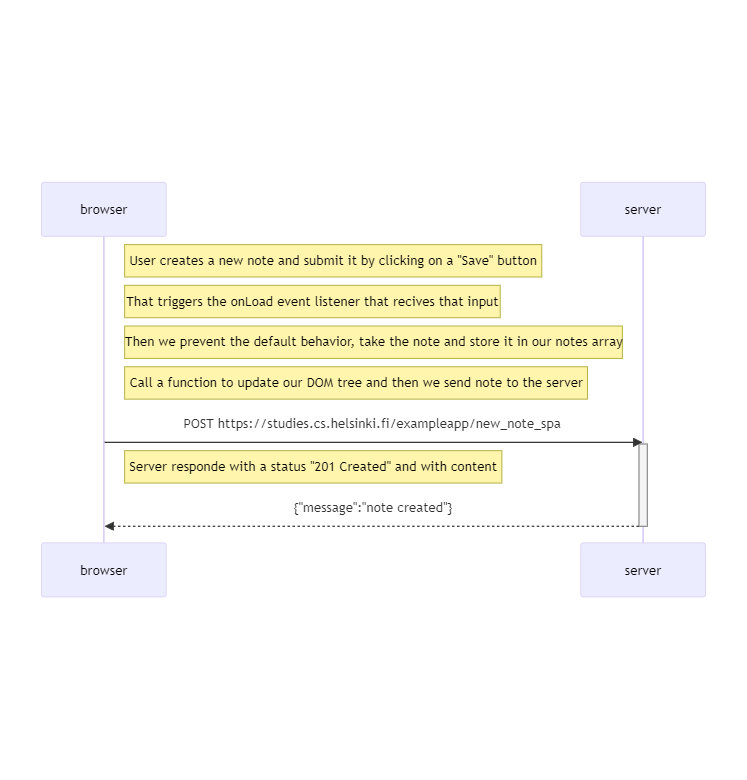 browser
server
User creates a new note and submit it by clicking on a "Save" button
That triggers the onLoad event listener that recives that input
Then we prevent the default behavior, take the note and store it in our notes array
Call a function to update our DOM tree and then we send note to the server
POST https://studies.cs.helsinki.fi/exampleapp/new_note_spa
Server responde with a status "201 Created" and with content
{"message":"note created"}
browser
server